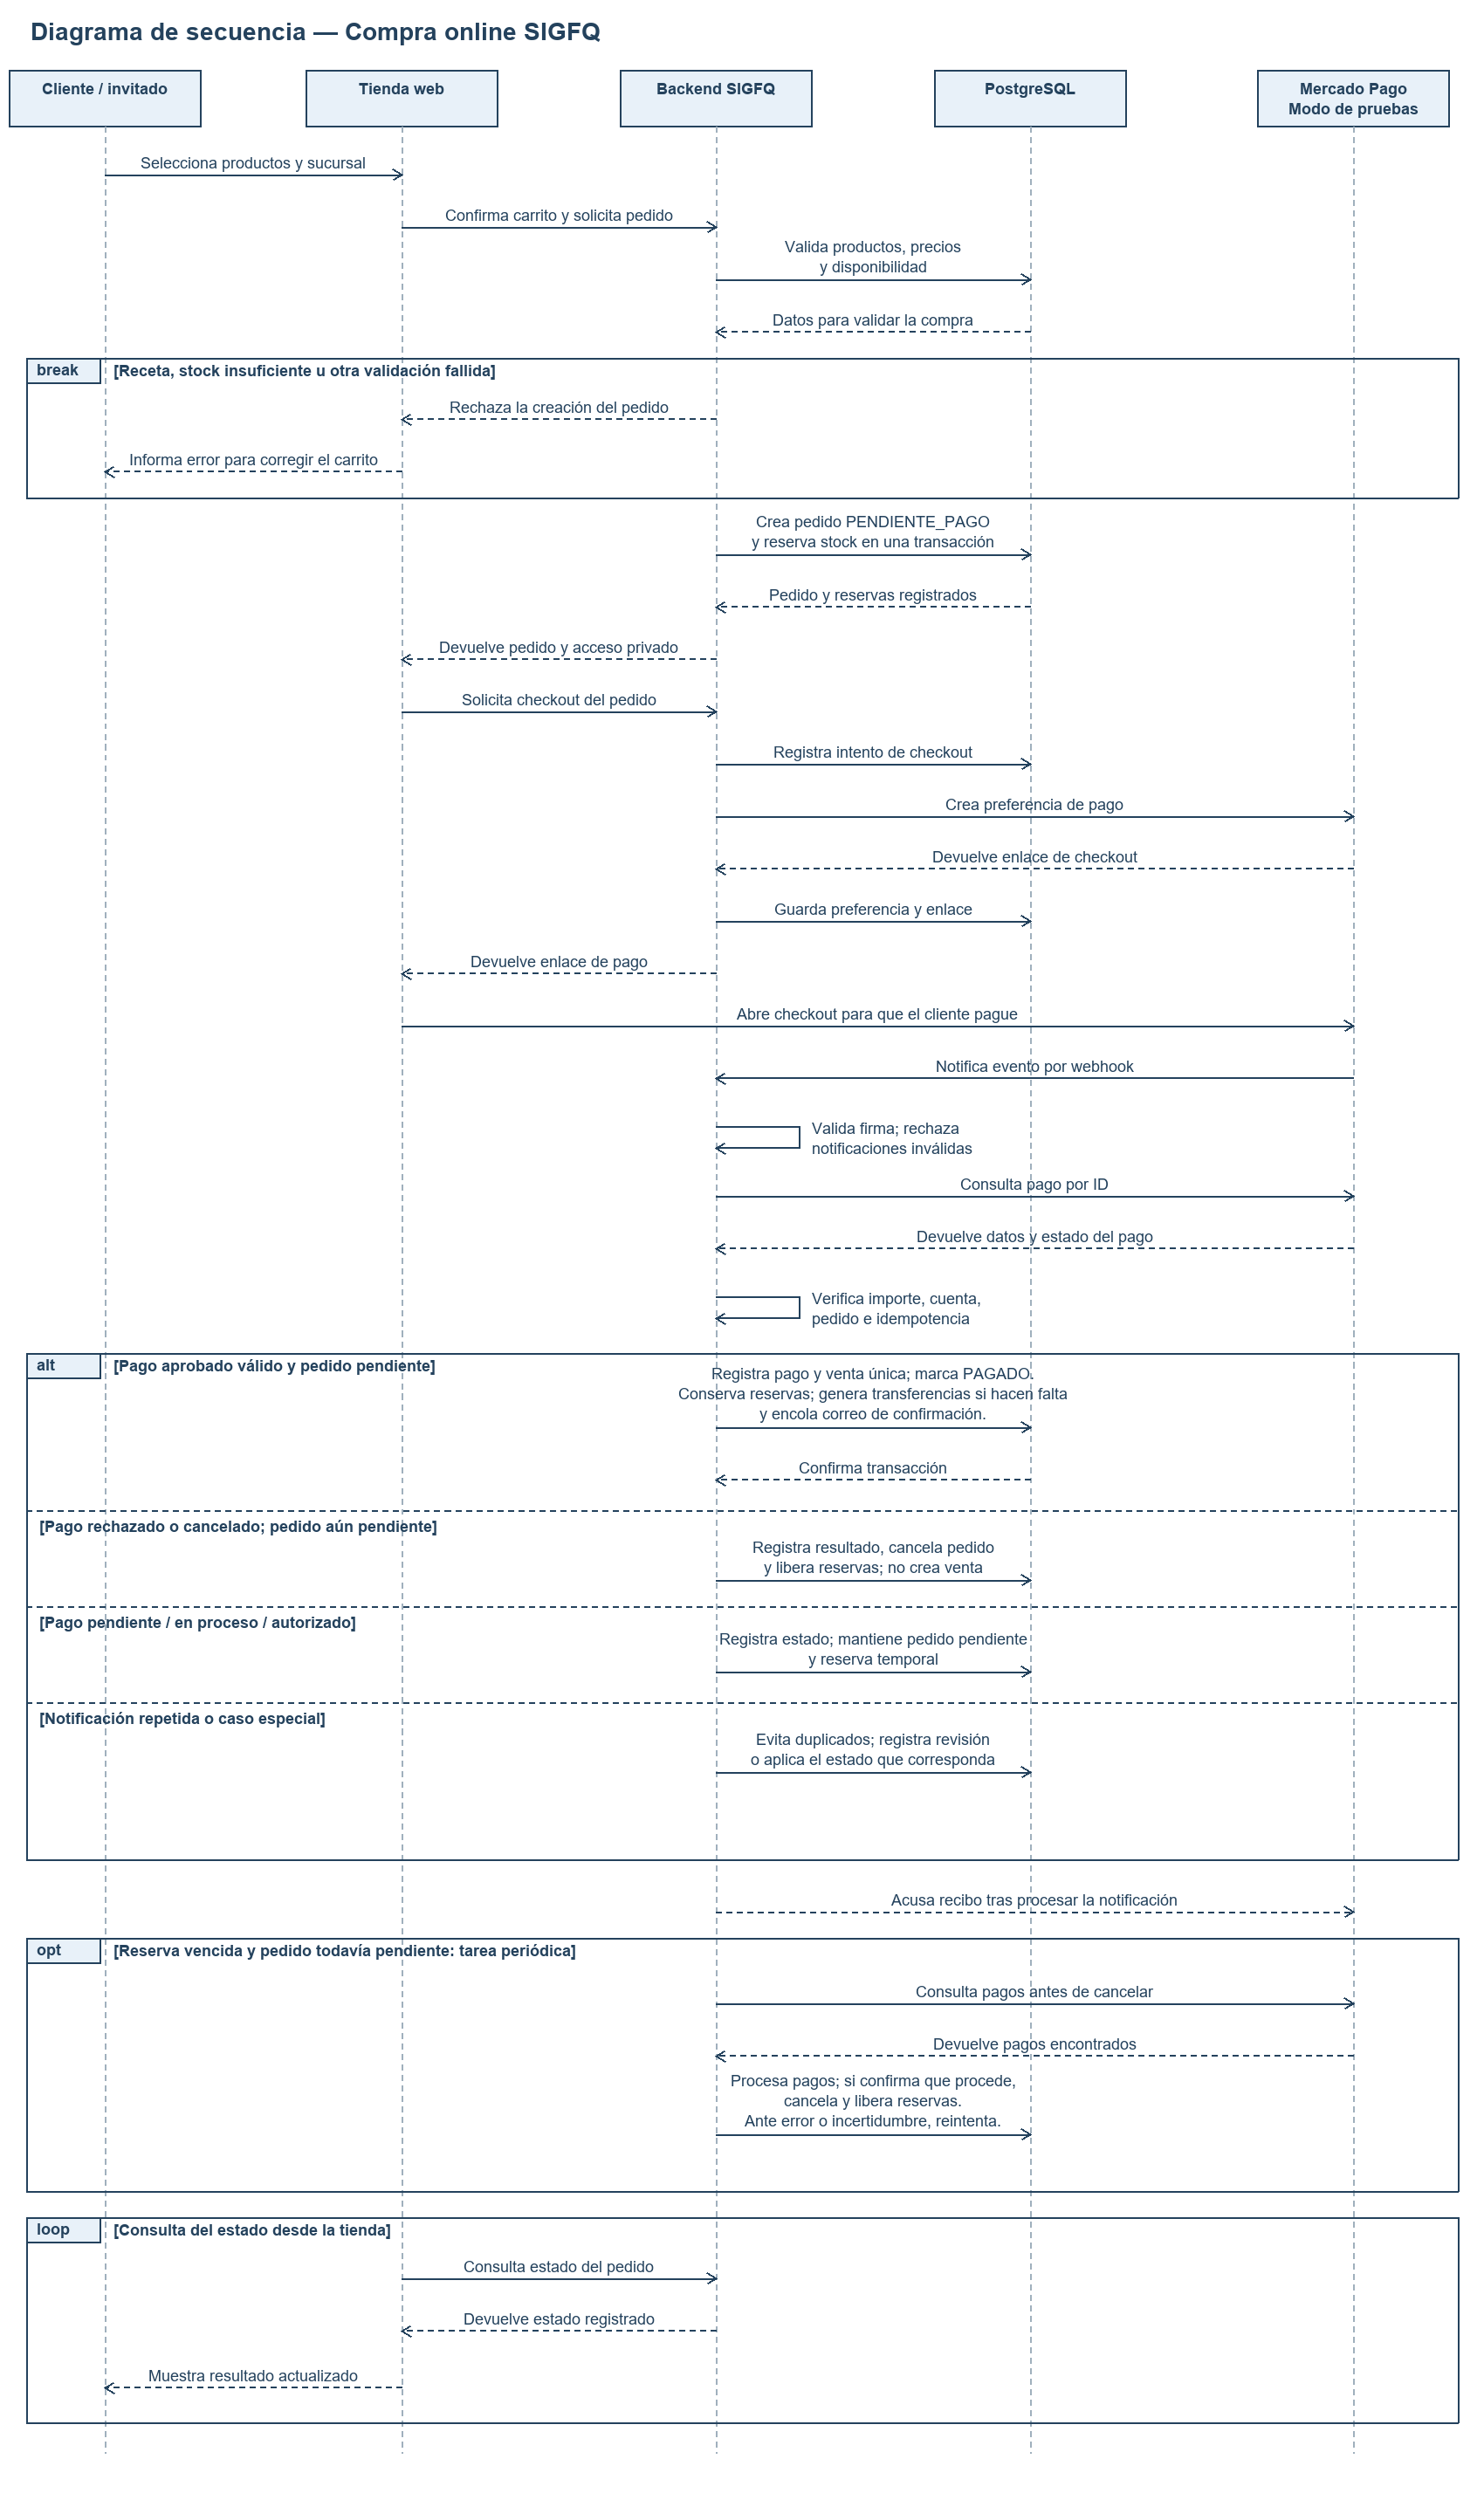 Diagrama de secuencia — Compra online SIGFQ
Cliente / invitado
Tienda web
Backend SIGFQ
PostgreSQL
Mercado Pago
Modo de pruebas
Selecciona productos y sucursal
Confirma carrito y solicita pedido
Valida productos, precios
y disponibilidad
Datos para validar la compra
break
[Receta, stock insuficiente u otra validación fallida]
Rechaza la creación del pedido
Informa error para corregir el carrito
Crea pedido PENDIENTE_PAGO
y reserva stock en una transacción
Pedido y reservas registrados
Devuelve pedido y acceso privado
Solicita checkout del pedido
Registra intento de checkout
Crea preferencia de pago
Devuelve enlace de checkout
Guarda preferencia y enlace
Devuelve enlace de pago
Abre checkout para que el cliente pague
Notifica evento por webhook
Valida firma; rechaza
notificaciones inválidas
Consulta pago por ID
Devuelve datos y estado del pago
Verifica importe, cuenta,
pedido e idempotencia
alt
[Pago aprobado válido y pedido pendiente]
Registra pago y venta única; marca PAGADO.
Conserva reservas; genera transferencias si hacen falta
y encola correo de confirmación.
Confirma transacción
[Pago rechazado o cancelado; pedido aún pendiente]
Registra resultado, cancela pedido
y libera reservas; no crea venta
[Pago pendiente / en proceso / autorizado]
Registra estado; mantiene pedido pendiente
y reserva temporal
[Notificación repetida o caso especial]
Evita duplicados; registra revisión
o aplica el estado que corresponda
Acusa recibo tras procesar la notificación
opt
[Reserva vencida y pedido todavía pendiente: tarea periódica]
Consulta pagos antes de cancelar
Devuelve pagos encontrados
Procesa pagos; si confirma que procede,
cancela y libera reservas.
Ante error o incertidumbre, reintenta.
loop
[Consulta del estado desde la tienda]
Consulta estado del pedido
Devuelve estado registrado
Muestra resultado actualizado